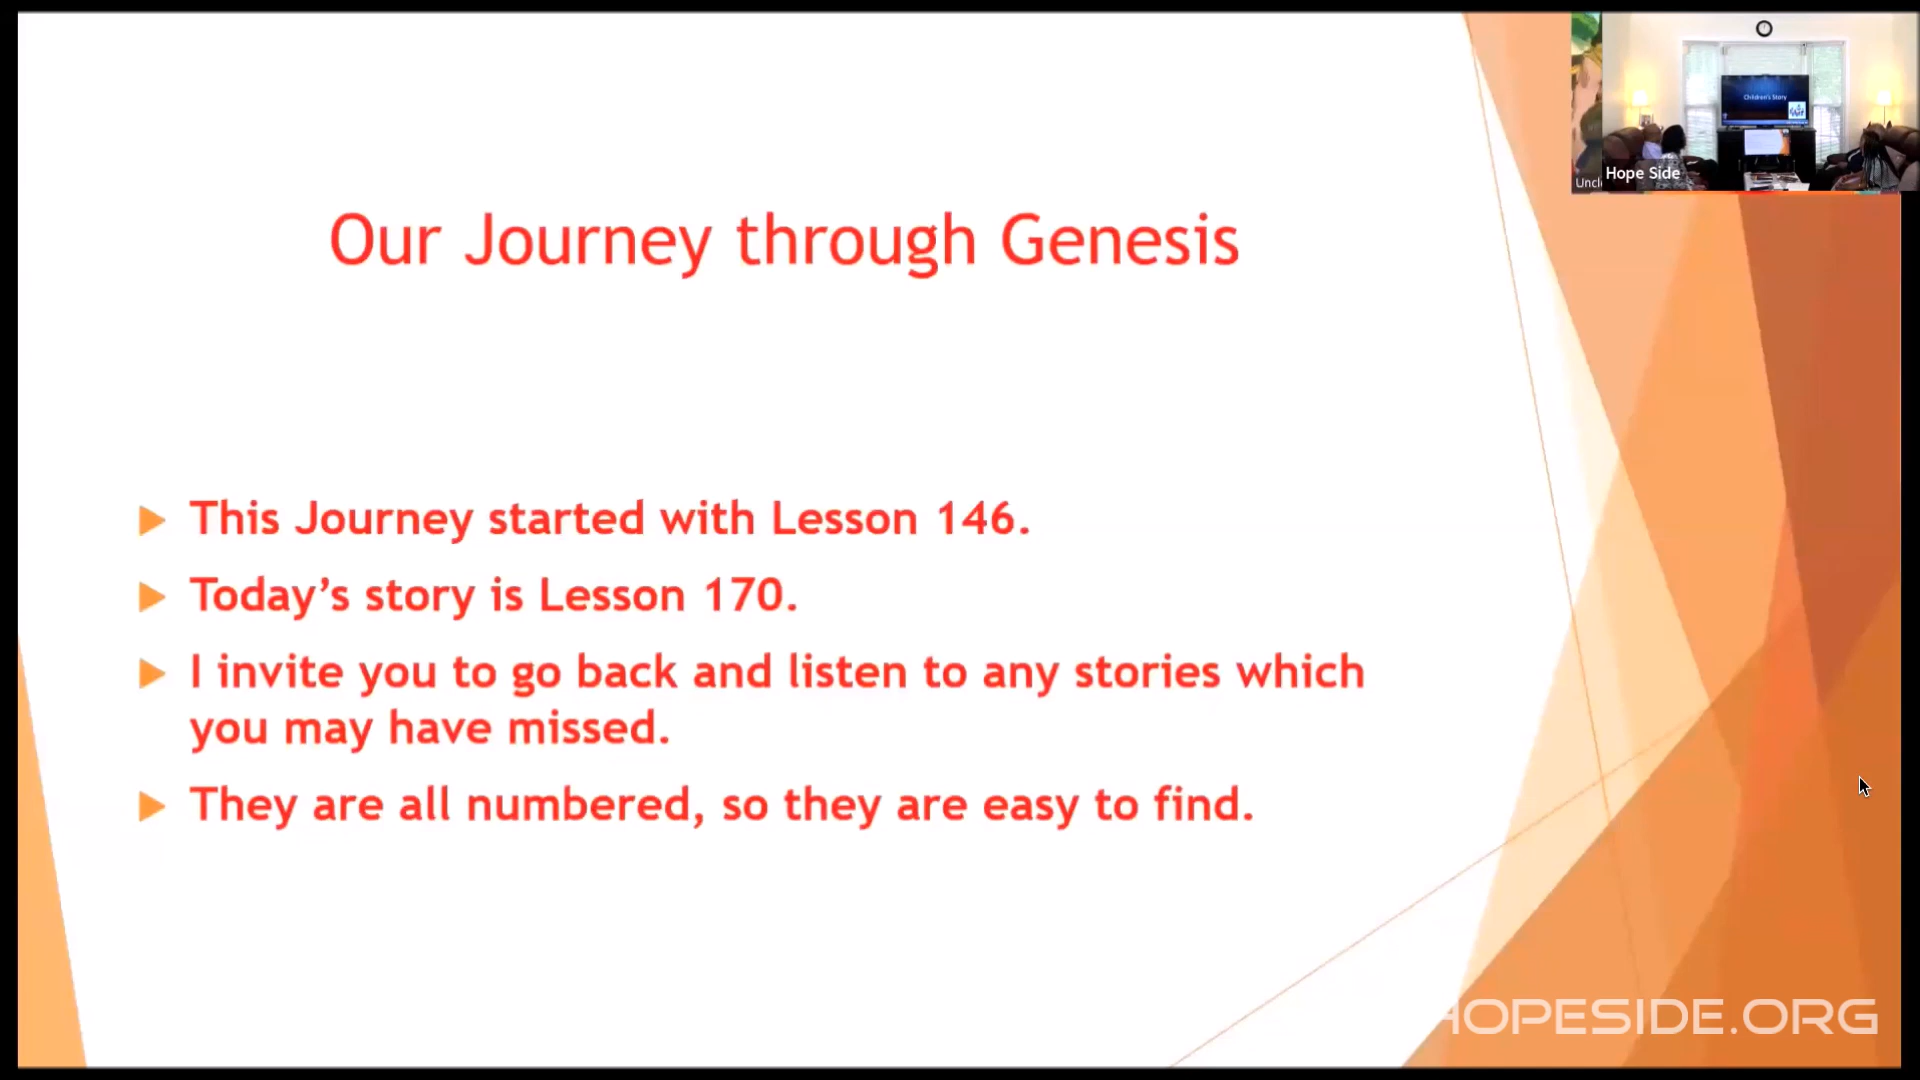 Our Journey through Genesis
This Journey started with Lesson 146.
Today’s story is Lesson 170.
I invite you to go back and listen to any stories which
you may have missed.
They are all numbered, so they are easy to find.
Children's Story
Hope Side
HOPESIDE.ORG